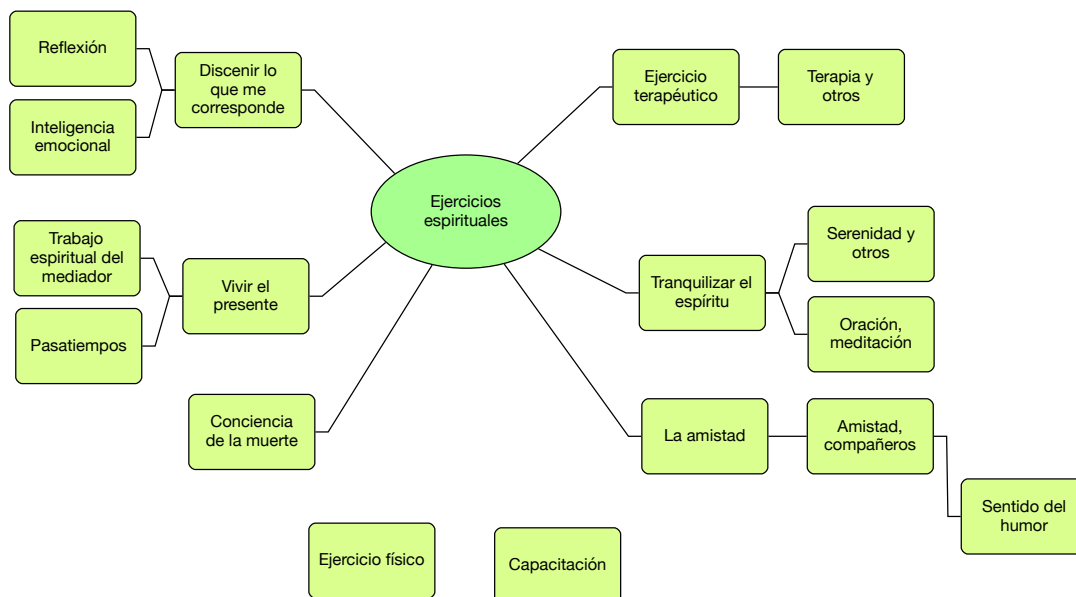 Reflexión
Discenir lo
que me
corresponde
Inteligencia
emocional
Ejercicio
terapéutico
Terapia y
otros
Ejercicios
espirituales
Trabajo
espiritual del
mediador
Vivir el
presente
Pasatiempos
Serenidad y
otros
Tranquilizar el
espíritu
Oración,
meditación
Conciencia
de la muerte
La amistad
Amistad,
compañeros
Sentido del
humor
Ejercicio físico
Capacitación